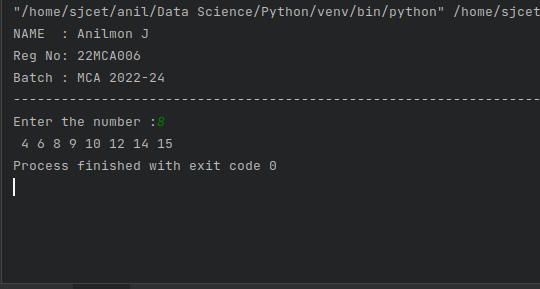 "/home/sjcet/anil/Data Science/Python/venv/bin/python" /home/sjcet
NAME  : Anilmon J
Reg No: 22MCA006
Batch : MCA 2022-24
-------------------------------------------------------------------
Enter the number :8
 4 6 8 9 10 12 14 15
Process finished with exit code 0